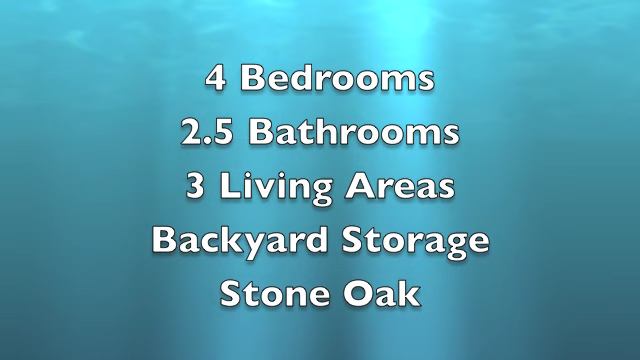 4 Bedrooms
2.5 Bathrooms
3 Living Areas
Backyard Storage
Stone Oak